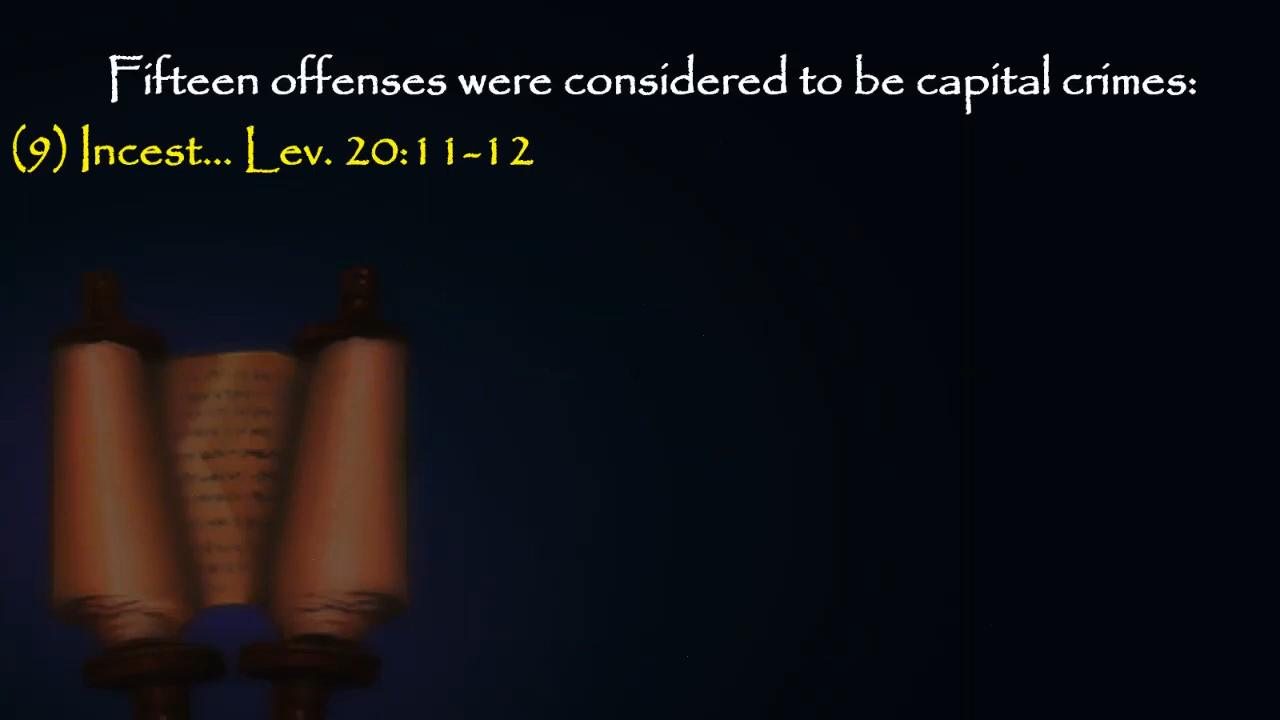 Fifteen offenses were considered to be capital crimes:
(9) Incest... Lev. 20:11-12